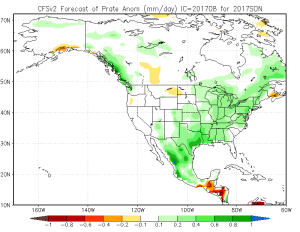 CFSv2 Forecast of Prate Anom (mm/day) IC=201708 for 2017SON
70N
60N
50N
40N
30N
20N
10N
160W 140W 120W 100W 80W 60W
-1 -0.8 -0.6 -0.4 -0.2 -0.1 0.1 0.2 0.4 0.6 0.8 1